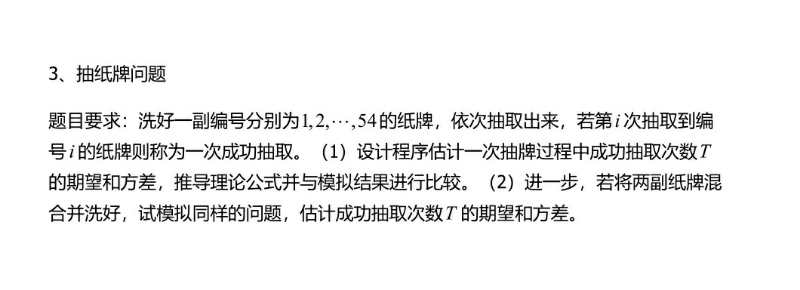 3、抽纸牌问题
题目要求：洗好一副编号分别为1,2,⋯,54的纸牌，依次抽取出来，若第i次抽取到编
号i的纸牌则称为一次成功抽取。（1）设计程序估计一次抽牌过程中成功抽取次数T
的期望和方差，推导理论公式并与模拟结果进行比较。（2）进一步，若将两副纸牌混
合并洗好，试模拟同样的问题，估计成功抽取次数T的期望和方差。